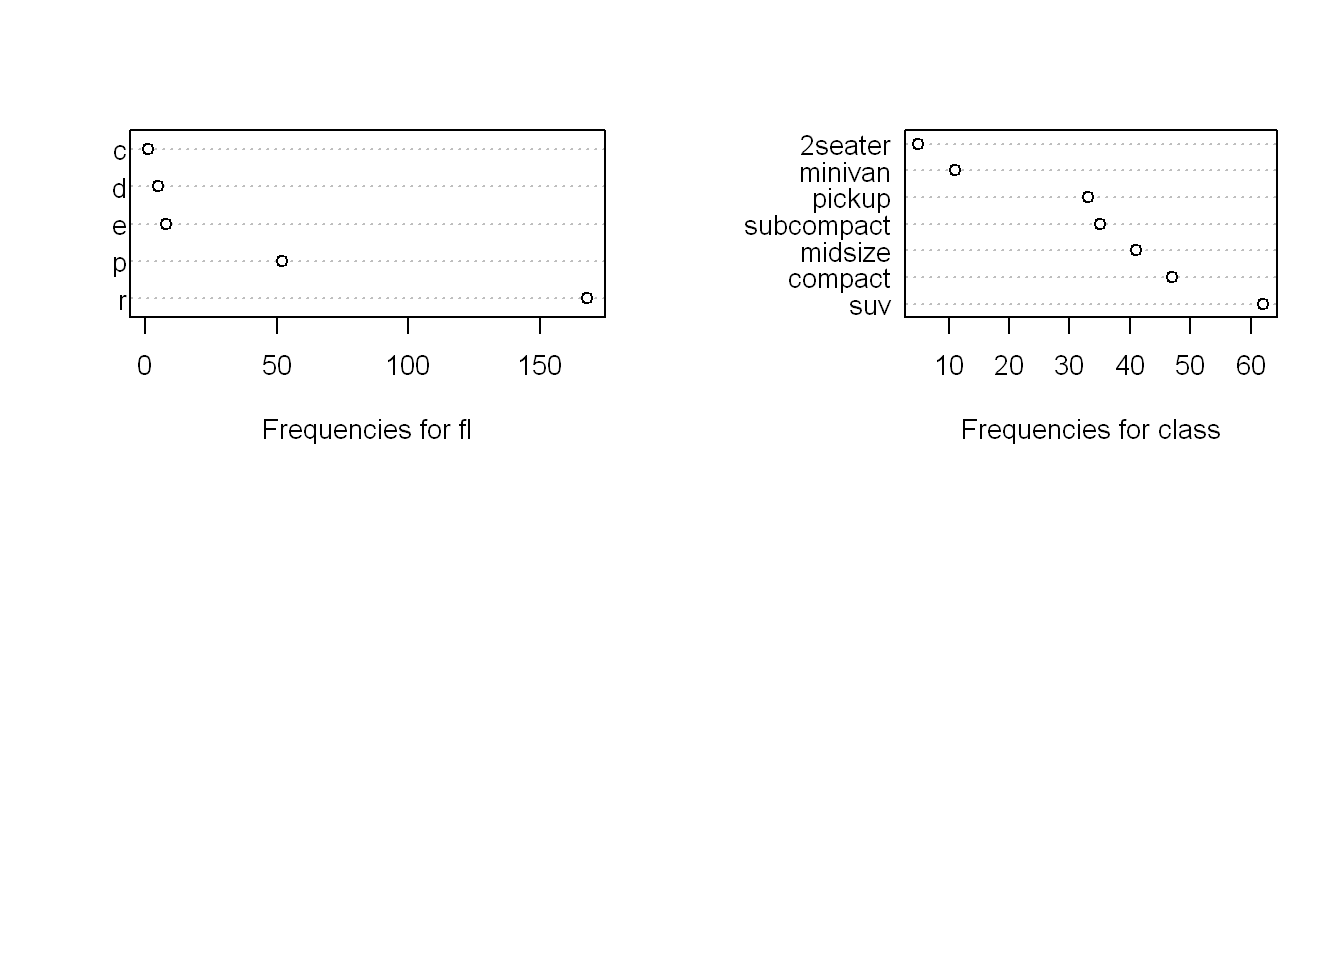 c
d
e
p
r
0 50 100 150
Frequencies for fl
2seater
minivan
pickup
subcompact
midsize
compact
suv
10 20 30 40 50 60
Frequencies for class